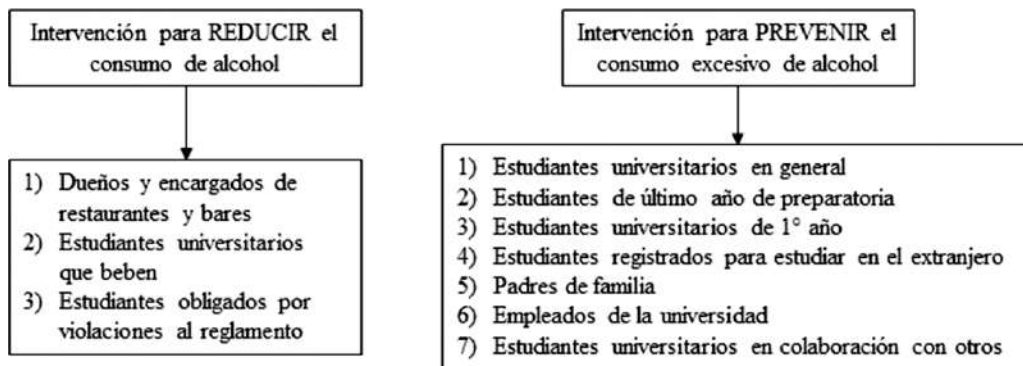 Intervención para REDUCIR el
consumo de alcohol
1) Dueños y encargados de
restaurantes y bares
2) Estudiantes universitarios
que beben
3) Estudiantes obligados por
violaciones al reglamento
Intervención para PREVENIR el
consumo excesivo de alcohol
1) Estudiantes universitarios en general
2) Estudiantes de último año de preparatoria
3) Estudiantes universitarios de 1° año
4) Estudiantes registrados para estudiar en el extranjero
5) Padres de familia
6) Empleados de la universidad
7) Estudiantes universitarios en colaboración con otros